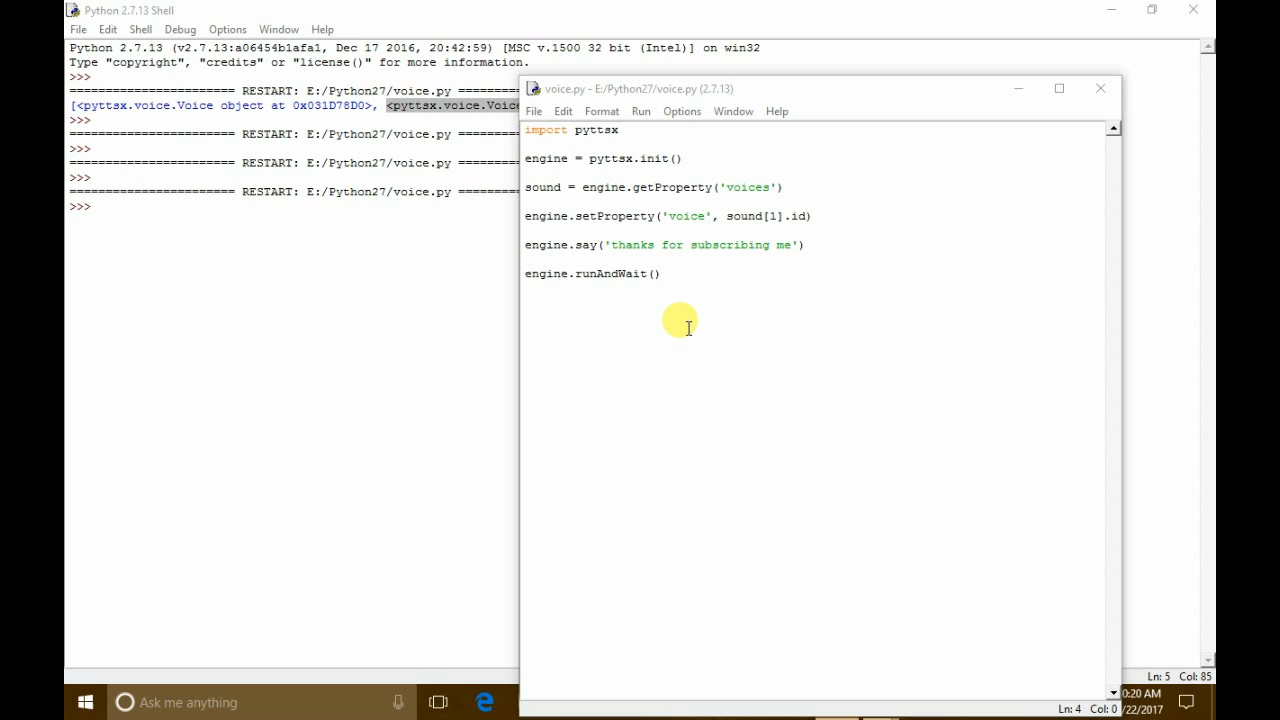 Python 2.7.13 Shell
File Edit Shell Debug Options Window Help
Python 2.7.13 (v2.7.13:a06454b1afa1, Dec 17 2016, 20:42:59) [MSC v.1500 32 bit (Intel)] on win32
Type "copyright", "credits" or "license()" for more information.
>>>
======================= RESTART: E:/Python27/voice.py =========
[<pyttsx.voice.Voice object at 0x031D78D0>, <pyttsx.voice.Voice
>>>
======================= RESTART: E:/Python27/voice.py =========
>>>
======================= RESTART: E:/Python27/voice.py =========
>>>
======================= RESTART: E:/Python27/voice.py =========
>>>
voice.py - E:/Python27/voice.py (2.7.13)
File Edit Format Run Options Window Help
import pyttsx
engine = pyttsx.init()
sound = engine.getProperty('voices')
engine.setProperty('voice', sound[1].id)
engine.say('thanks for subscribing me')
engine.runAndWait()
Ln: 5 Col: 85
Ln: 4 Col: 0
Ask me anything
0:20 AM
/22/2017